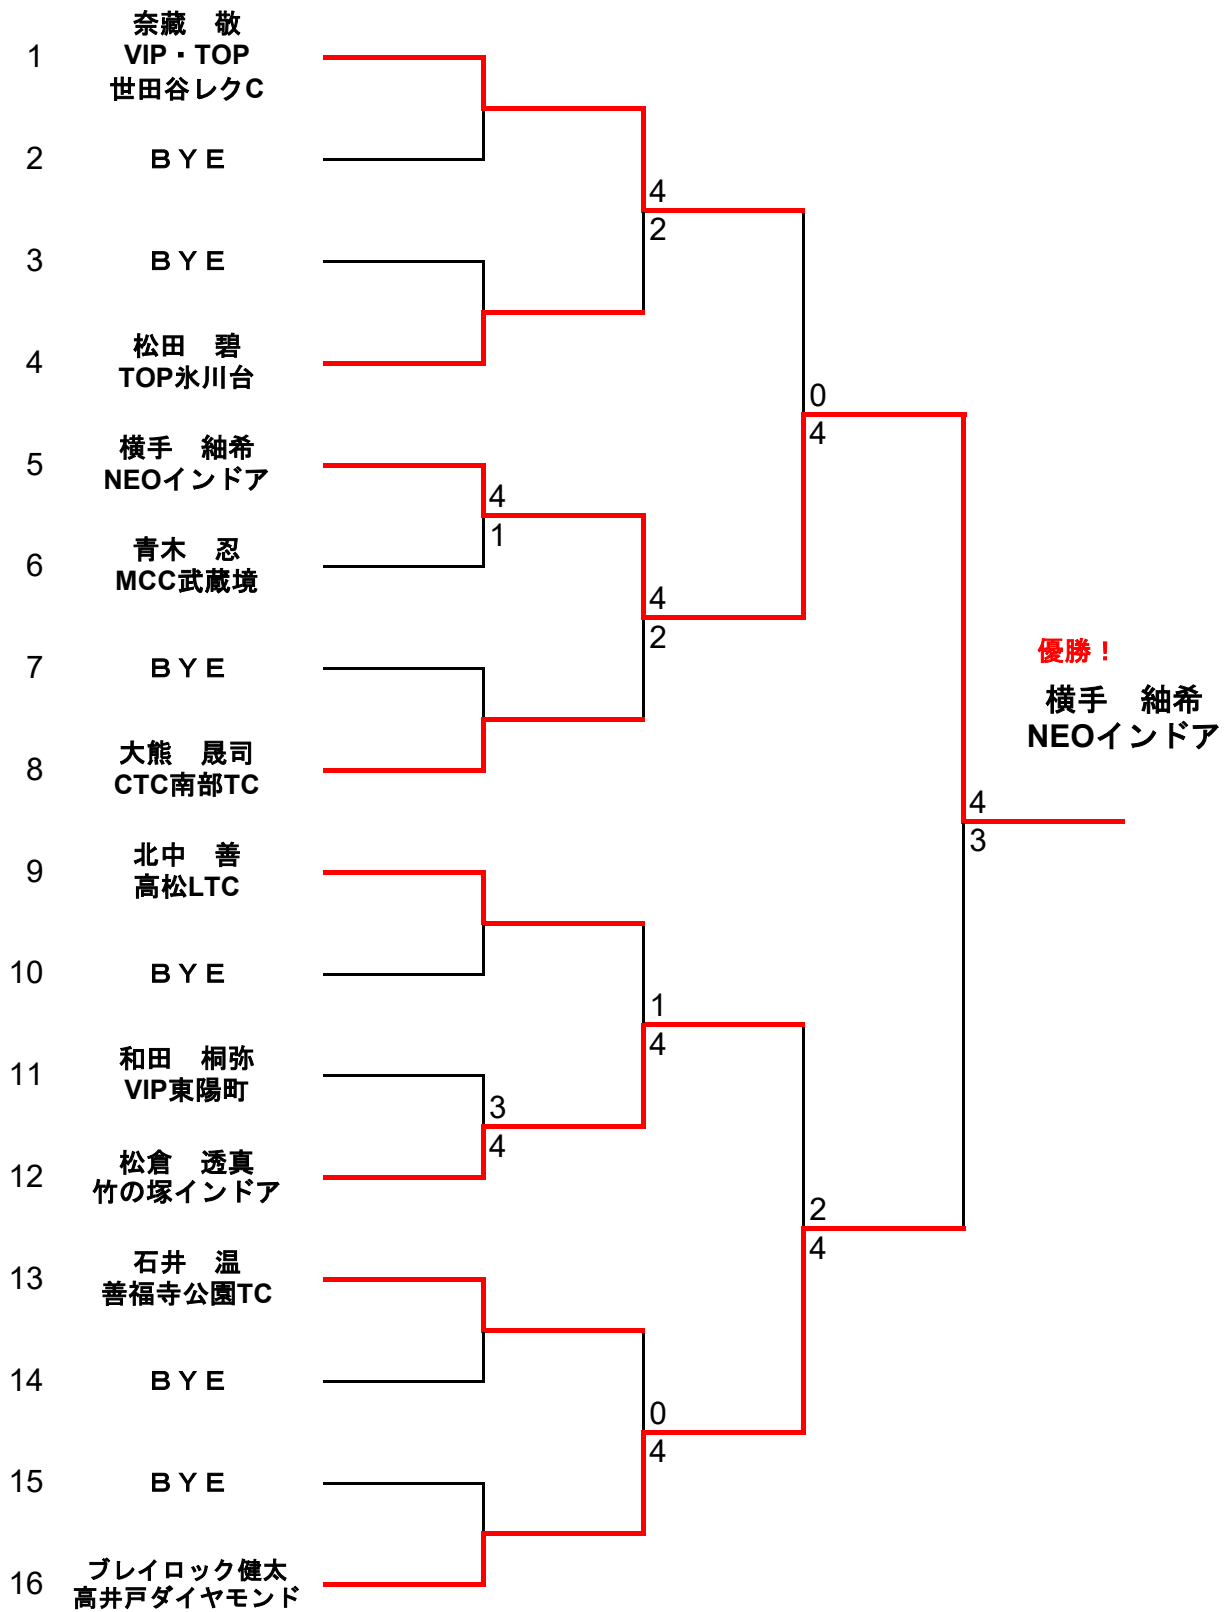 1
奈藏　敬
VIP・TOP
世田谷レクC
2
ＢＹＥ
3
ＢＹＥ
4
松田　碧
TOP氷川台
5
横手　紬希
NEOインドア
6
青木　忍
MCC武蔵境
7
ＢＹＥ
8
大熊　晟司
CTC南部TC
9
北中　善
高松LTC
10
ＢＹＥ
11
和田　桐弥
VIP東陽町
12
松倉　透真
竹の塚インドア
13
石井　温
善福寺公園TC
14
ＢＹＥ
15
ＢＹＥ
16
ブレイロック健太
高井戸ダイヤモンド
4
1
3
4
4
2
4
2
1
4
0
4
0
4
2
4
4
3
優勝！
横手　紬希
NEOインドア